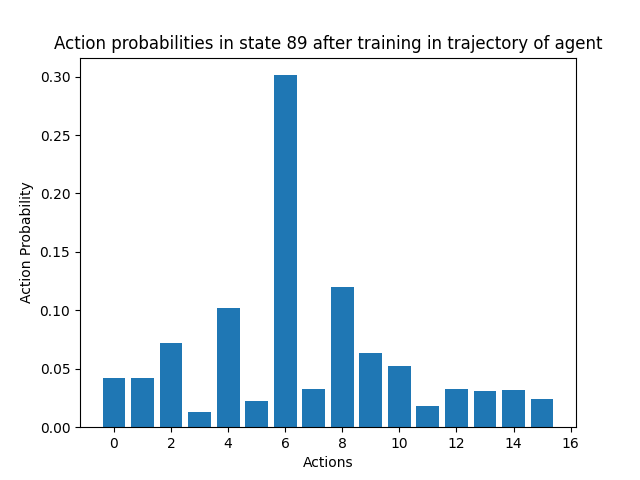 Action probabilities in state 89 after training in trajectory of agent
0.30
0.25
0.20
0.15
0.10
0.05
0.00
Action Probability
0 2 4 6 8 10 12 14 16
Actions